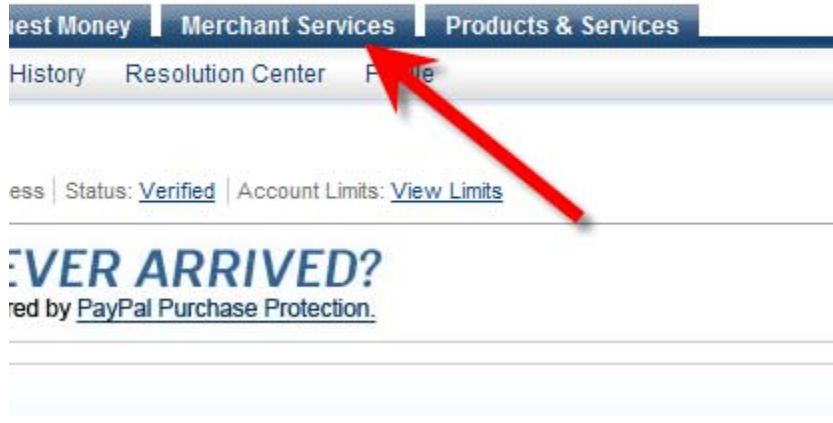 uest Money Merchant Services Products & Services
History Resolution Center
ess Status: Verified Account Limits: View Limits
EVER ARRIVED?
red by PayPal Purchase Protection.